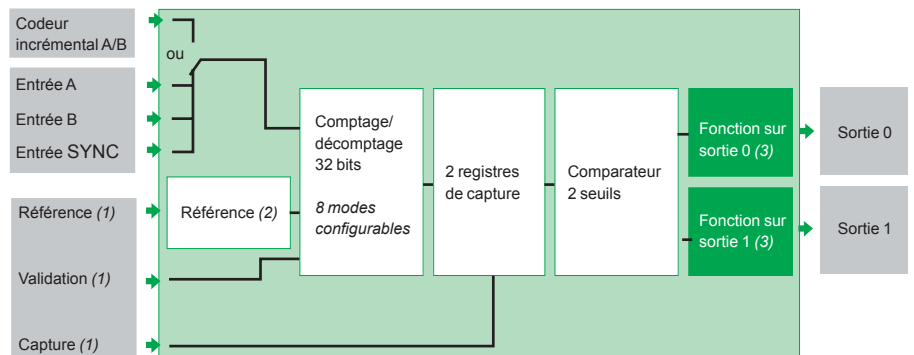 Codeur
incrémental A/B
ou
Entrée A
Entrée B
Entrée SYNC
Référence (1)
Validation (1)
Capture (1)
Référence (2)
Comptage/
décomptage
32 bits
8 modes
configurables
2 registres
de capture
Comparateur
2 seuils
Fonction sur
sortie 0 (3)
Fonction sur
sortie 1 (3)
Sortie 0
Sortie 1